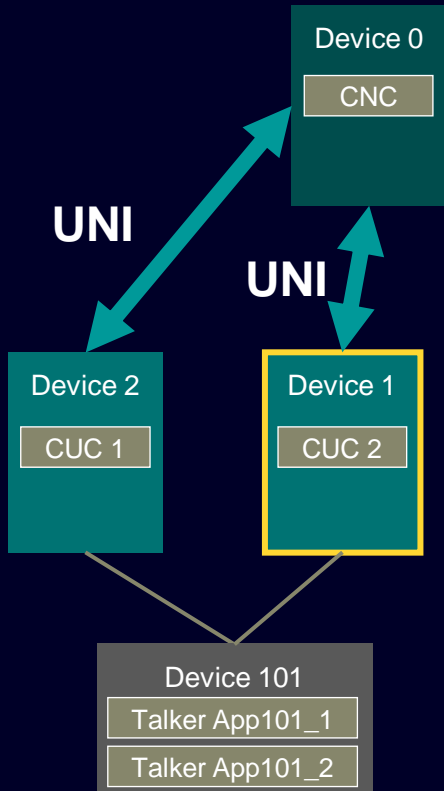 Device 0
CNC
UNI
UNI
Device 2
CUC 1
Device 1
CUC 2
Device 101
Talker App101_1
Talker App101_2